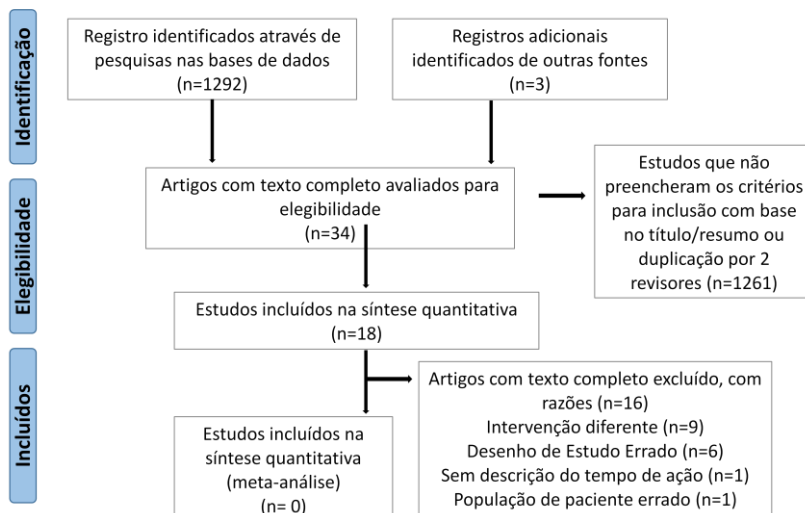 Identificação
Registro identificados através de
pesquisas nas bases de dados
(n=1292)
Registros adicionais
identificados de outras fontes
(n=3)
Elegibilidade
Artigos com texto completo avaliados para
elegibilidade
(n=34)
Estudos que não
preencheram os critérios
para inclusão com base
no título/resumo ou
duplicação por 2
revisores (n=1261)
Estudos incluídos na síntese quantitativa
(n=18)
Incluídos
Estudos incluídos na
síntese quantitativa
(meta-análise)
(n= 0)
Artigos com texto completo excluído, com
razões (n=16)
Intervenção diferente (n=9)
Desenho de Estudo Errado (n=6)
Sem descrição do tempo de ação (n=1)
População de paciente errado (n=1)